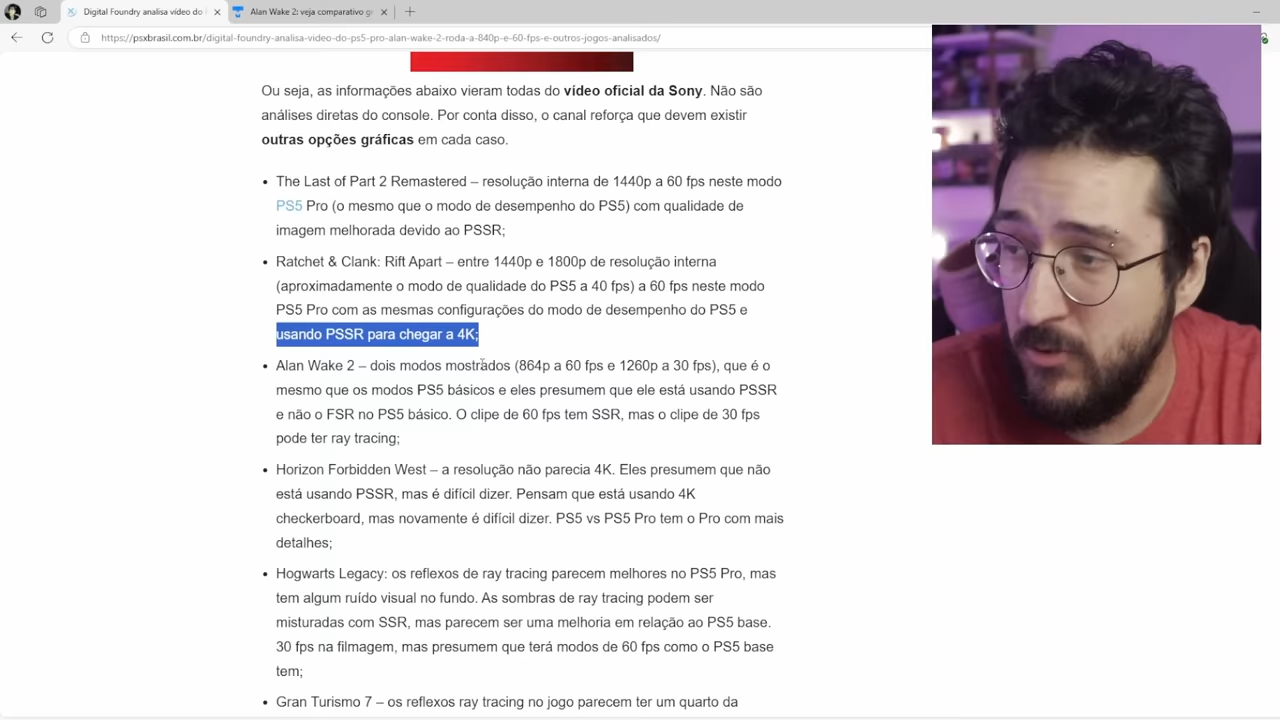 Digital Foundry analisa vídeo do
Alan Wake 2: veja comparativo gr
https://psxbrasil.com.br/digital-foundry-analisa-video-do-ps5-pro-alan-wake-2-roda-a-840p-e-60-fps-e-outros-jogos-analisados/
Ou seja, as informações abaixo vieram todas do vídeo oficial da Sony. Não são
análises diretas do console. Por conta disso, o canal reforça que devem existir
outras opções gráficas em cada caso.
• The Last of Part 2 Remastered – resolução interna de 1440p a 60 fps neste modo
PS5 Pro (o mesmo que o modo de desempenho do PS5) com qualidade de
imagem melhorada devido ao PSSR;
• Ratchet & Clank: Rift Apart – entre 1440p e 1800p de resolução interna
(aproximadamente o modo de qualidade do PS5 a 40 fps) a 60 fps neste modo
PS5 Pro com as mesmas configurações do modo de desempenho do PS5 e
usando PSSR para chegar a 4K;
• Alan Wake 2 – dois modos mostrados (864p a 60 fps e 1260p a 30 fps), que é o
mesmo que os modos PS5 básicos e eles presumem que ele está usando PSSR
e não o FSR no PS5 básico. O clipe de 60 fps tem SSR, mas o clipe de 30 fps
pode ter ray tracing;
• Horizon Forbidden West – a resolução não parecia 4K. Eles presumem que não
está usando PSSR, mas é difícil dizer. Pensam que está usando 4K
checkerboard, mas novamente é difícil dizer. PS5 vs PS5 Pro tem o Pro com mais
detalhes;
• Hogwarts Legacy: os reflexos de ray tracing parecem melhores no PS5 Pro, mas
tem algum ruído visual no fundo. As sombras de ray tracing podem ser
misturadas com SSR, mas parecem ser uma melhoria em relação ao PS5 base.
30 fps na filmagem, mas presumem que terá modos de 60 fps como o PS5 base
tem;
• Gran Turismo 7 – os reflexos ray tracing no jogo parecem ter um quarto da